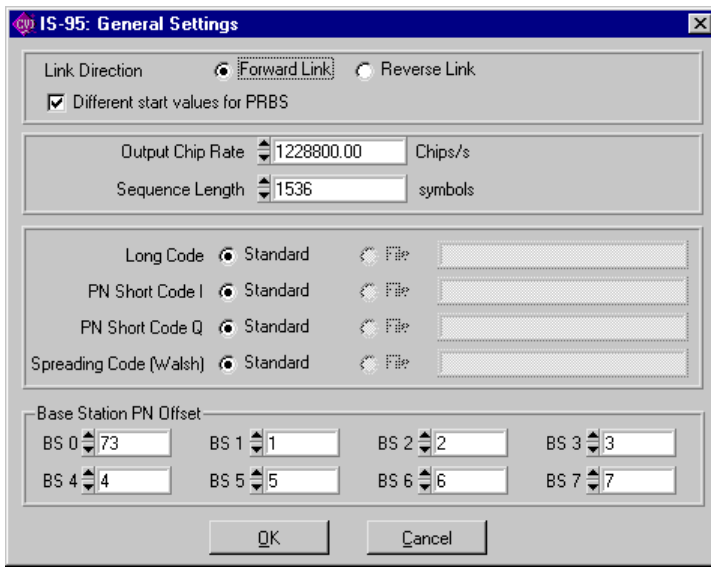 CVI IS-95: General Settings
Link Direction Forward Link Reverse Link
Different start values for PRBS
Output Chip Rate 1228800.00 Chips/s
Sequence Length 1536 symbols
Long Code Standard File
PN Short Code I Standard File
PN Short Code Q Standard File
Spreading Code (Walsh) Standard File
Base Station PN Offset
BS 0 73 BS 1 1 BS 2 2 BS 3 3
BS 4 4 BS 5 5 BS 6 6 BS 7 7
OK Cancel